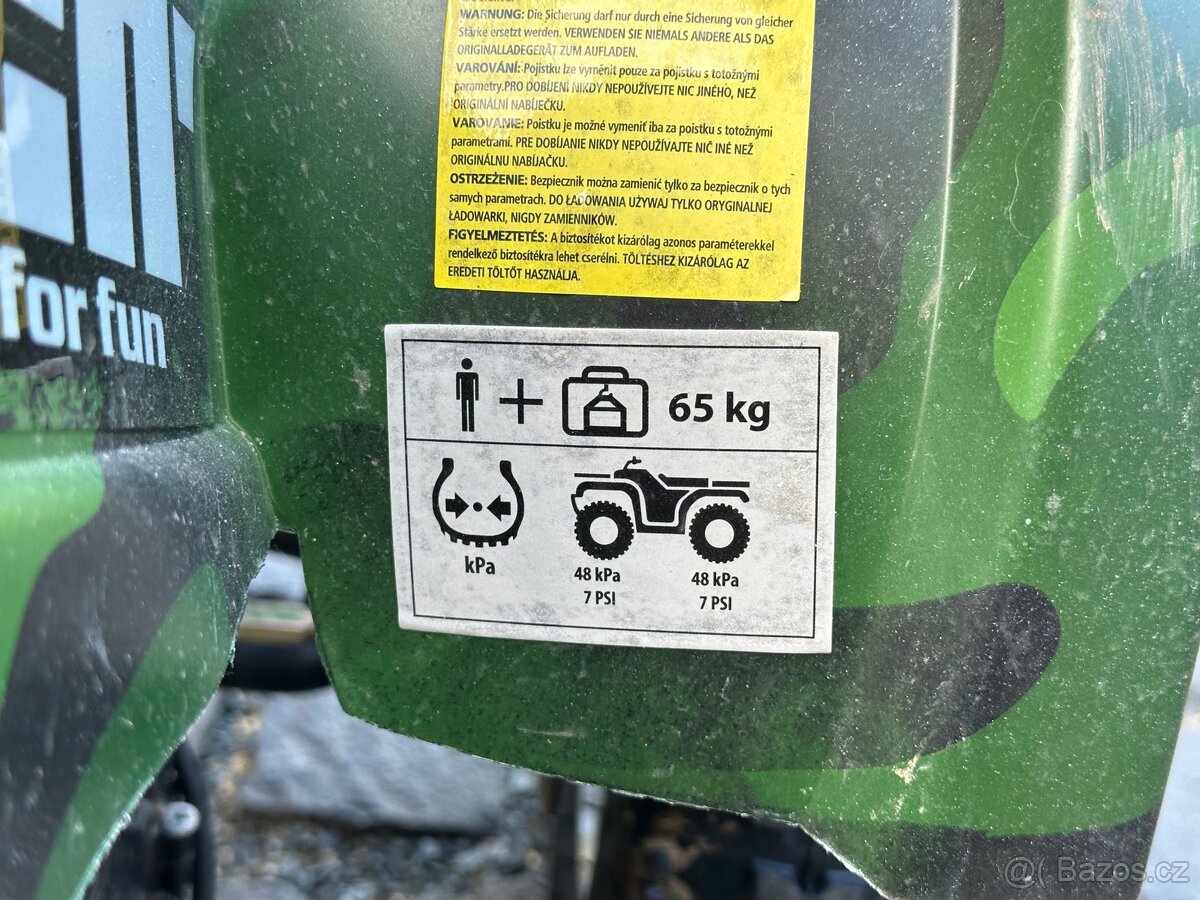 WARNUNG: Die Sicherung darf nur durch eine Sicherung von gleicher
Stärke ersetzt werden. VERWENDEN SIE NIEMALS ANDERE ALS DAS
ORIGINALLADEGERÄT ZUM AUFLADEN.
VAROVÁNÍ: Pojistku lze vyměnit pouze za pojistku s totožnými
parametry.PRO DOBÍJENÍ NIKDY NEPOUŽÍVEJTE NIC JINÉHO, NEŽ
ORIGINÁLNÍ NABÍJEČKU.
VAROVANIE: Poistku je možné vymeniť iba za poistku s totožnými
parametrami. PRE DOBÍJANIE NIKDY NEPOUŽÍVAJTE NIČ INÉ NEŽ
ORIGINÁLNU NABÍJAČKU.
OSTRZEŻENIE: Bezpiecznik można zamienić tylko za bezpiecznik o tych
samych parametrach. DO ŁADOWANIA UŻYWAJ TYLKO ORYGINALNEJ
ŁADOWARKI, NIGDY ZAMIENNIKÓW.
FIGYELMEZTETÉS: A biztosítékot kizárólag azonos paraméterekkel
rendelkező biztosítékra lehet cserélni. TÖLTÉSHEZ KIZÁRÓLAG AZ
EREDETI TÖLTŐT HASZNÁLJA.
for fun
+ 65 kg
kPa
48 kPa 48 kPa
7 PSI 7 PSI
Bazos.cz